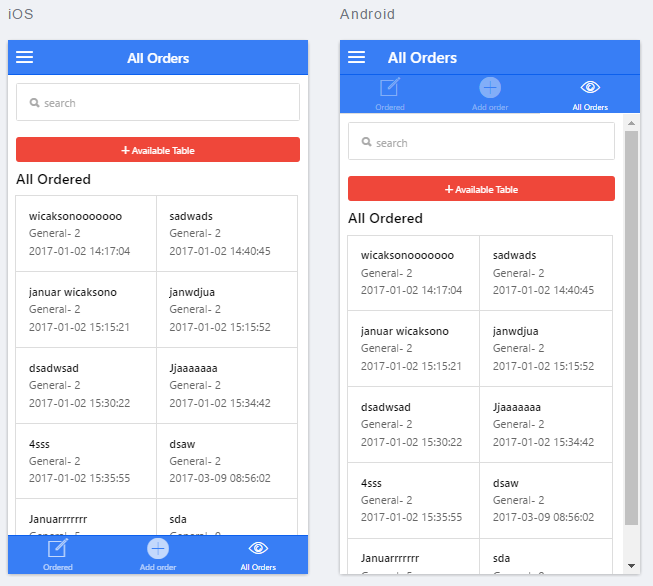 iOS
All Orders
search
+ Available Table
All Ordered
wicaksonooooooo
General- 2
2017-01-02 14:17:04
sadwads
General- 2
2017-01-02 14:40:45
januar wicaksono
General- 2
2017-01-02 15:15:21
janwdjua
General- 2
2017-01-02 15:15:52
dsadwsad
General- 2
2017-01-02 15:30:22
Jjaaaaaaa
General- 2
2017-01-02 15:34:42
4sss
General- 2
2017-01-02 15:35:55
dsaw
General- 2
2017-03-09 08:56:02
Januarrrrrrr
sda
Ordered
Add order
All Orders
Android
All Orders
Ordered
Add order
All Orders
search
+ Available Table
All Ordered
wicaksonooooooo
General- 2
2017-01-02 14:17:04
sadwads
General- 2
2017-01-02 14:40:45
januar wicaksono
General- 2
2017-01-02 15:15:21
janwdjua
General- 2
2017-01-02 15:15:52
dsadwsad
General- 2
2017-01-02 15:30:22
Jjaaaaaaa
General- 2
2017-01-02 15:34:42
4sss
General- 2
2017-01-02 15:35:55
dsaw
General- 2
2017-03-09 08:56:02
Januarrrrrrr
sda